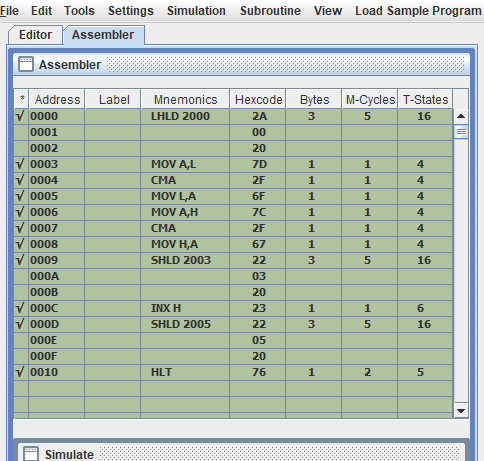 File Edit Tools Settings Simulation Subroutine View Load Sample Program
Editor Assembler
Assembler
* Address Label Mnemonics Hexcode Bytes M-Cycles T-States
√ 0000 LHLD 2000 2A 3 5 16
0001 00
0002 20
√ 0003 MOV A,L 7D 1 1 4
√ 0004 CMA 2F 1 1 4
√ 0005 MOV L,A 6F 1 1 4
√ 0006 MOV A,H 7C 1 1 4
√ 0007 CMA 2F 1 1 4
√ 0008 MOV H,A 67 1 1 4
√ 0009 SHLD 2003 22 3 5 16
000A 03
000B 20
√ 000C INX H 23 1 1 6
√ 000D SHLD 2005 22 3 5 16
000E 05
000F 20
√ 0010 HLT 76 1 2 5
Simulate